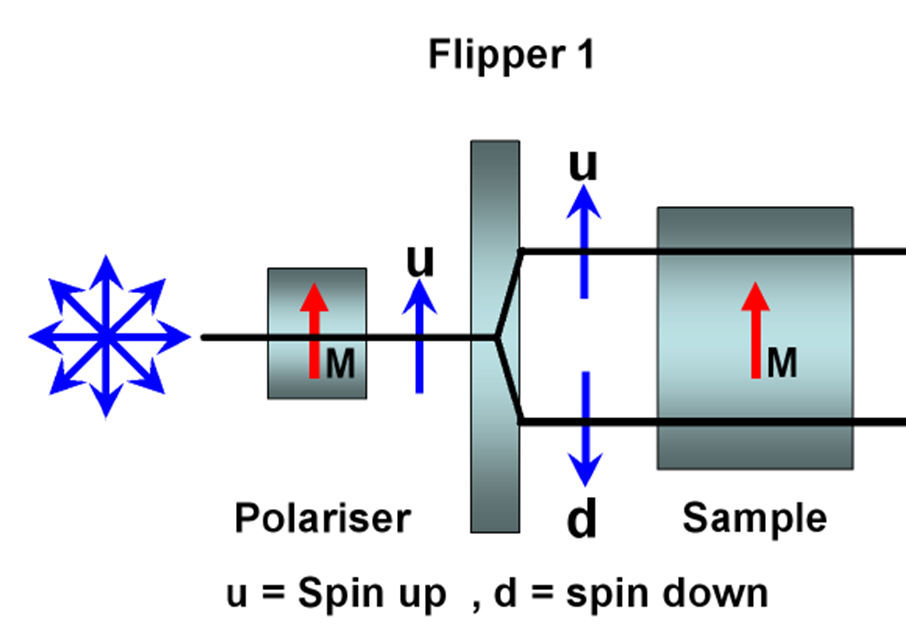 Flipper 1
u
u
M
M
d
Polariser
Sample
u = Spin up , d = spin down